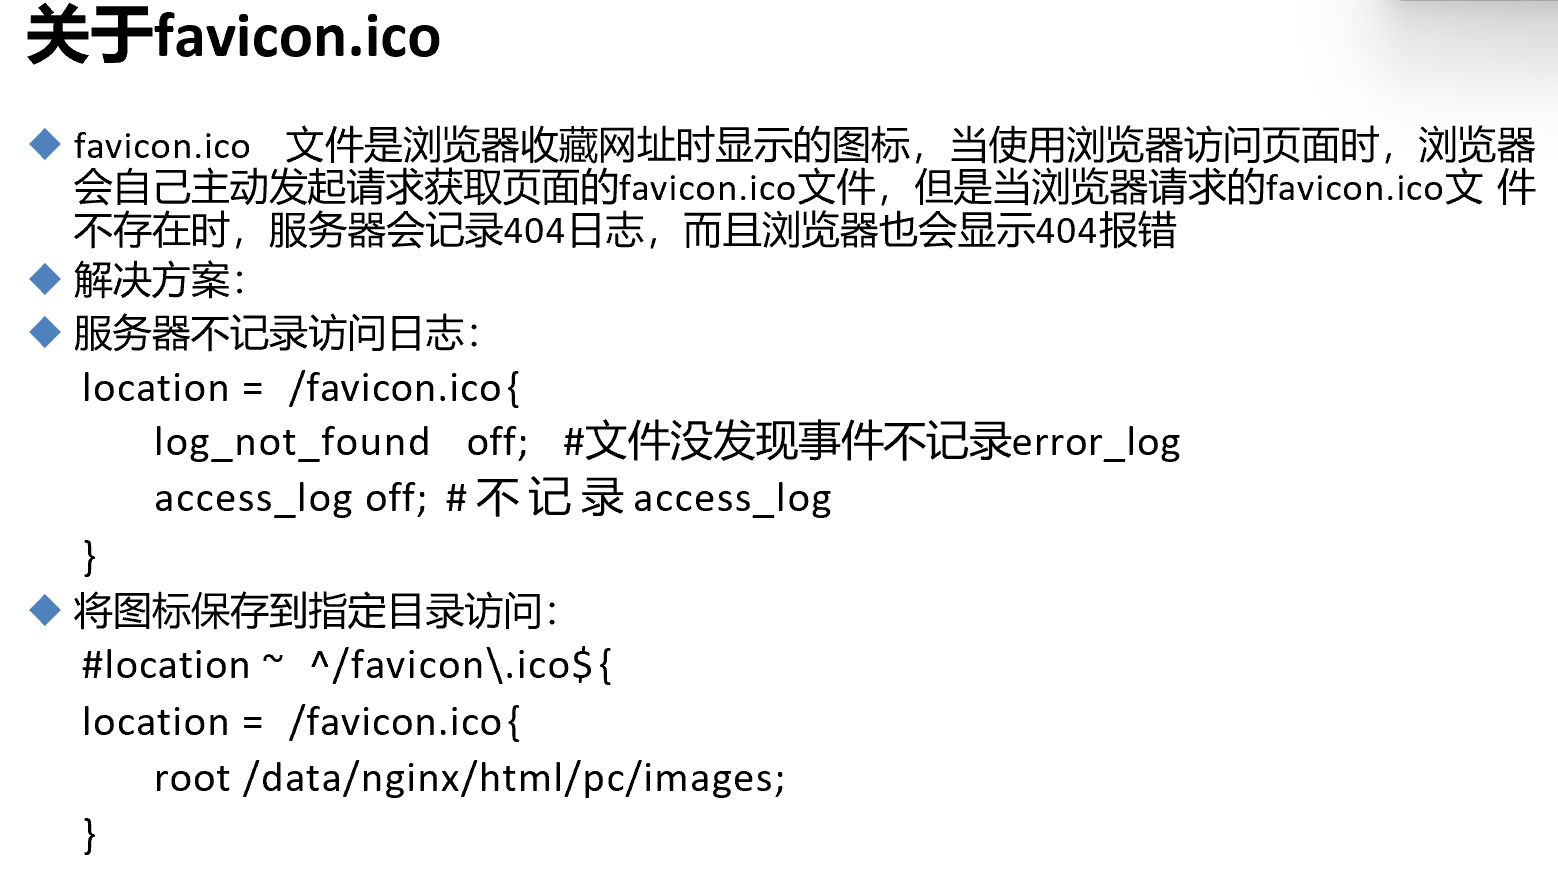 关于favicon.ico
favicon.ico 文件是浏览器收藏网址时显示的图标，当使用浏览器访问页面时，浏览器
会自己主动发起请求获取页面的favicon.ico文件，但是当浏览器请求的favicon.ico文 件
不存在时，服务器会记录404日志，而且浏览器也会显示404报错
解决方案：
服务器不记录访问日志：
location = /favicon.ico{
log_not_found off; #文件没发现事件不记录error_log
access_log off; # 不 记 录 access_log
}
将图标保存到指定目录访问：
#location ~ ^/favicon\.ico${
location = /favicon.ico{
root /data/nginx/html/pc/images;
}